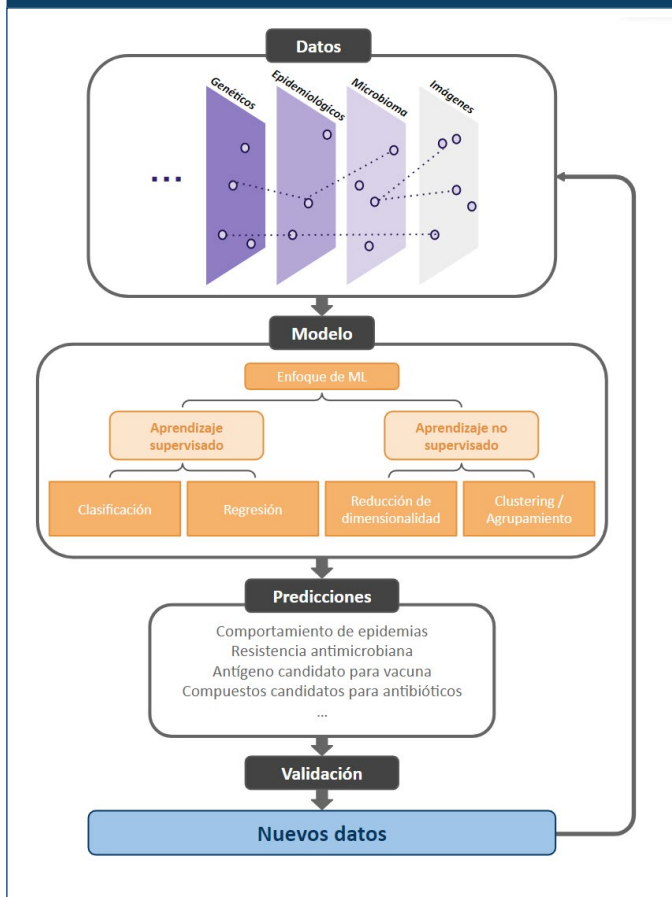 Datos
Genéticos
Epidemiológicos
Microbioma
Imágenes
...
Modelo
Enfoque de ML
Aprendizaje
supervisado
Aprendizaje no
supervisado
Clasificación
Regresión
Reducción de
dimensionalidad
Clustering /
Agrupamiento
Predicciones
Comportamiento de epidemias
Resistencia antimicrobiana
Antígeno candidato para vacuna
Compuestos candidatos para antibióticos
...
Validación
Nuevos datos